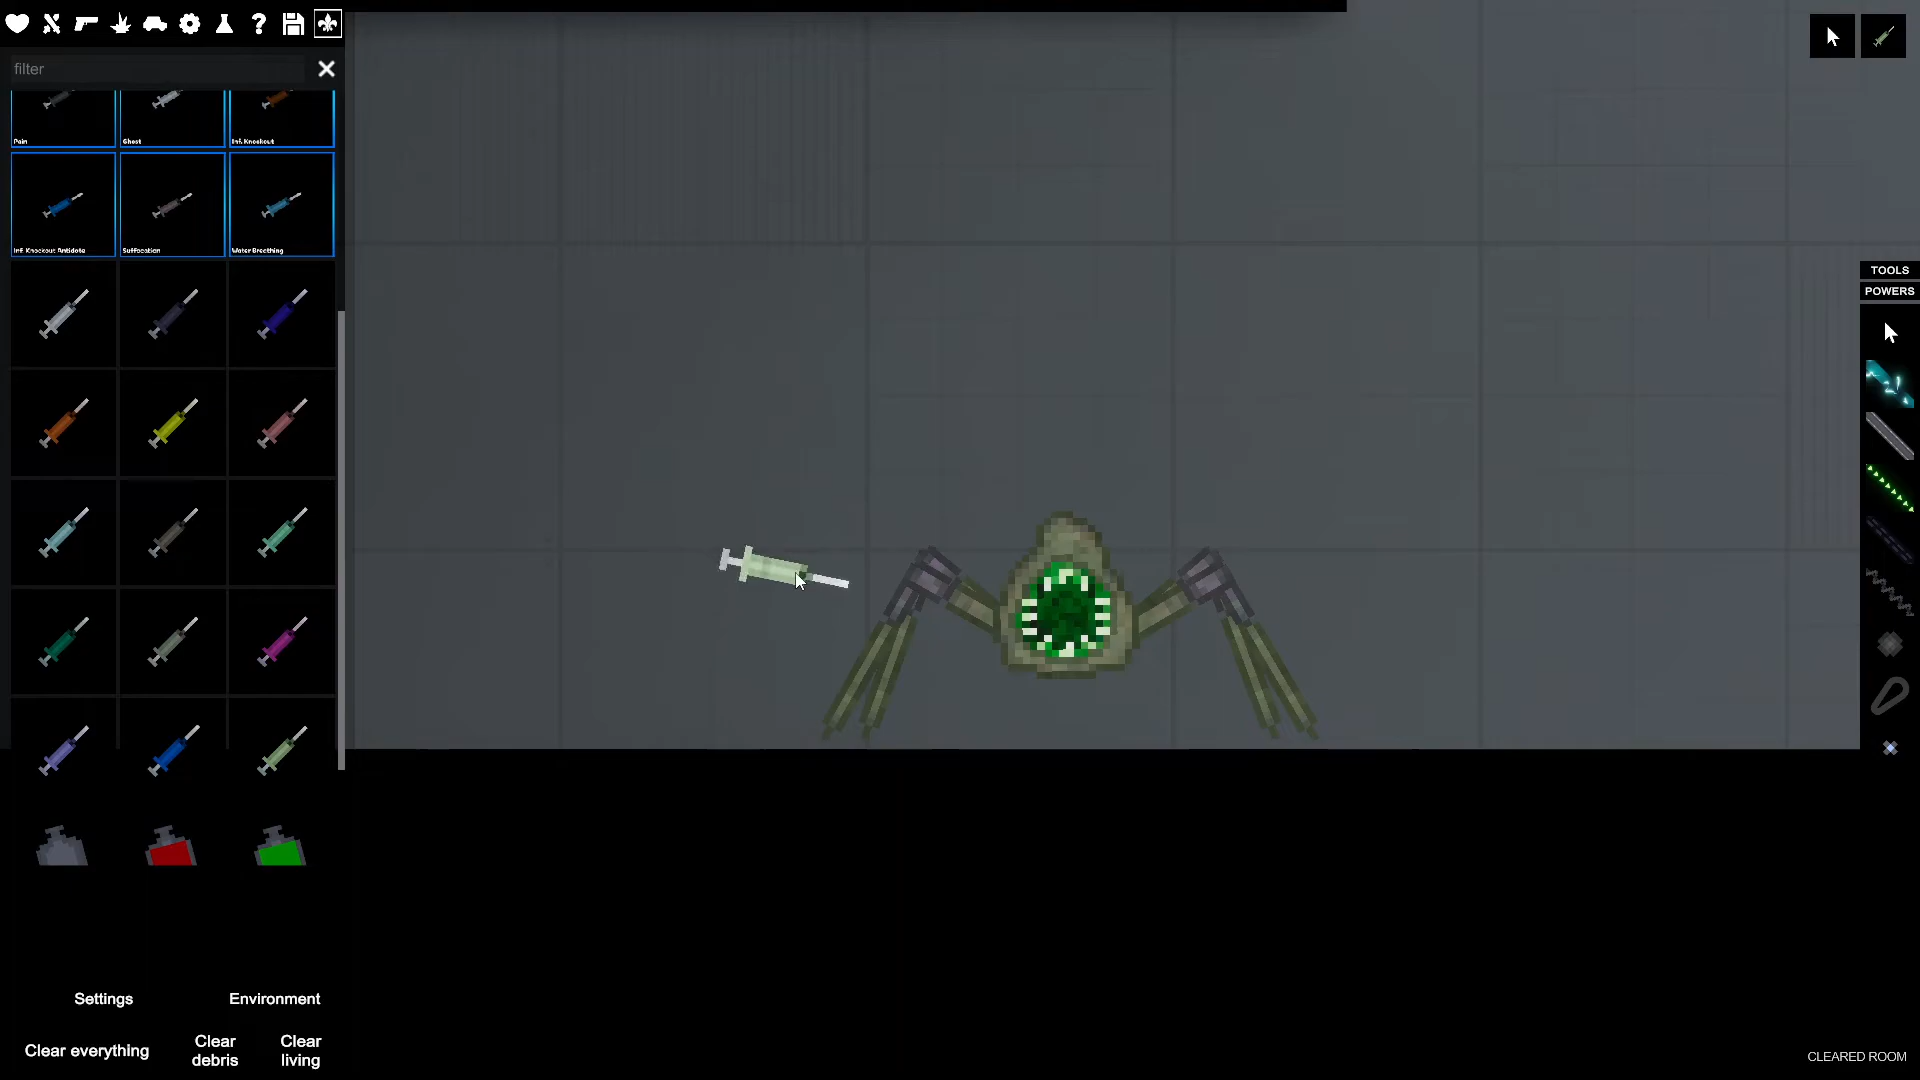 filter
Pain
Ghost
Inf. Knockout
Inf. Knockout Antidote
Suffocation
Water Breathing
TOOLS
POWERS
Settings
Environment
Clear everything
Clear
debris
Clear
living
CLEARED ROOM